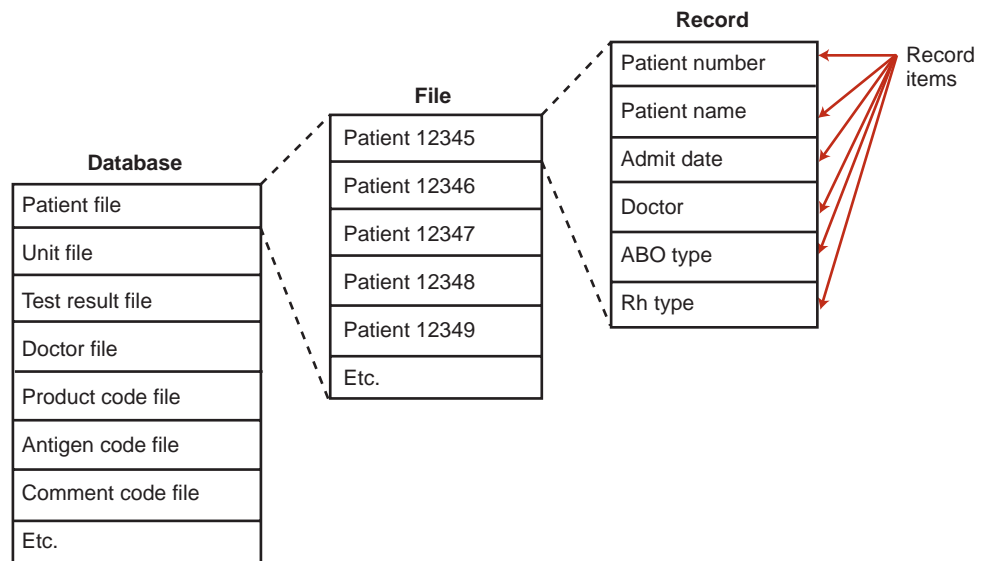 Database
Patient file
Unit file
Test result file
Doctor file
Product code file
Antigen code file
Comment code file
Etc.
File
Patient 12345
Patient 12346
Patient 12347
Patient 12348
Patient 12349
Etc.
Record
Patient number
Patient name
Admit date
Doctor
ABO type
Rh type
Record
items